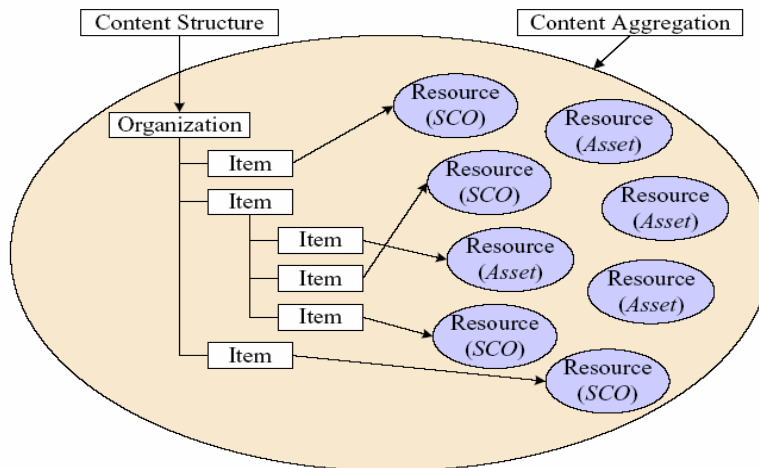 Content Structure
Content Aggregation
Organization
Item
Item
Item
Item
Item
Item
Resource
(SCO)
Resource
(Asset)
Resource
(SCO)
Resource
(Asset)
Resource
(Asset)
Resource
(Asset)
Resource
(SCO)
Resource
(SCO)